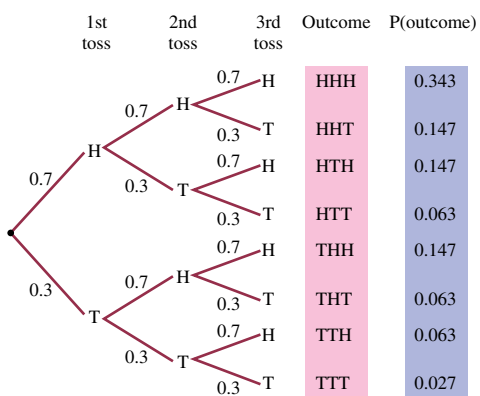 1st toss 2nd toss 3rd toss Outcome P(outcome)
0.7 H HHH 0.343
H
0.7
0.3 T HHT 0.147
H
0.7 H HTH 0.147
0.7
0.3
T
0.3 T HTT 0.063
0.7 H THH 0.147
0.3
0.7
H
0.3 T THT 0.063
T
0.7 H TTH 0.063
0.3
T
0.3 T TTT 0.027